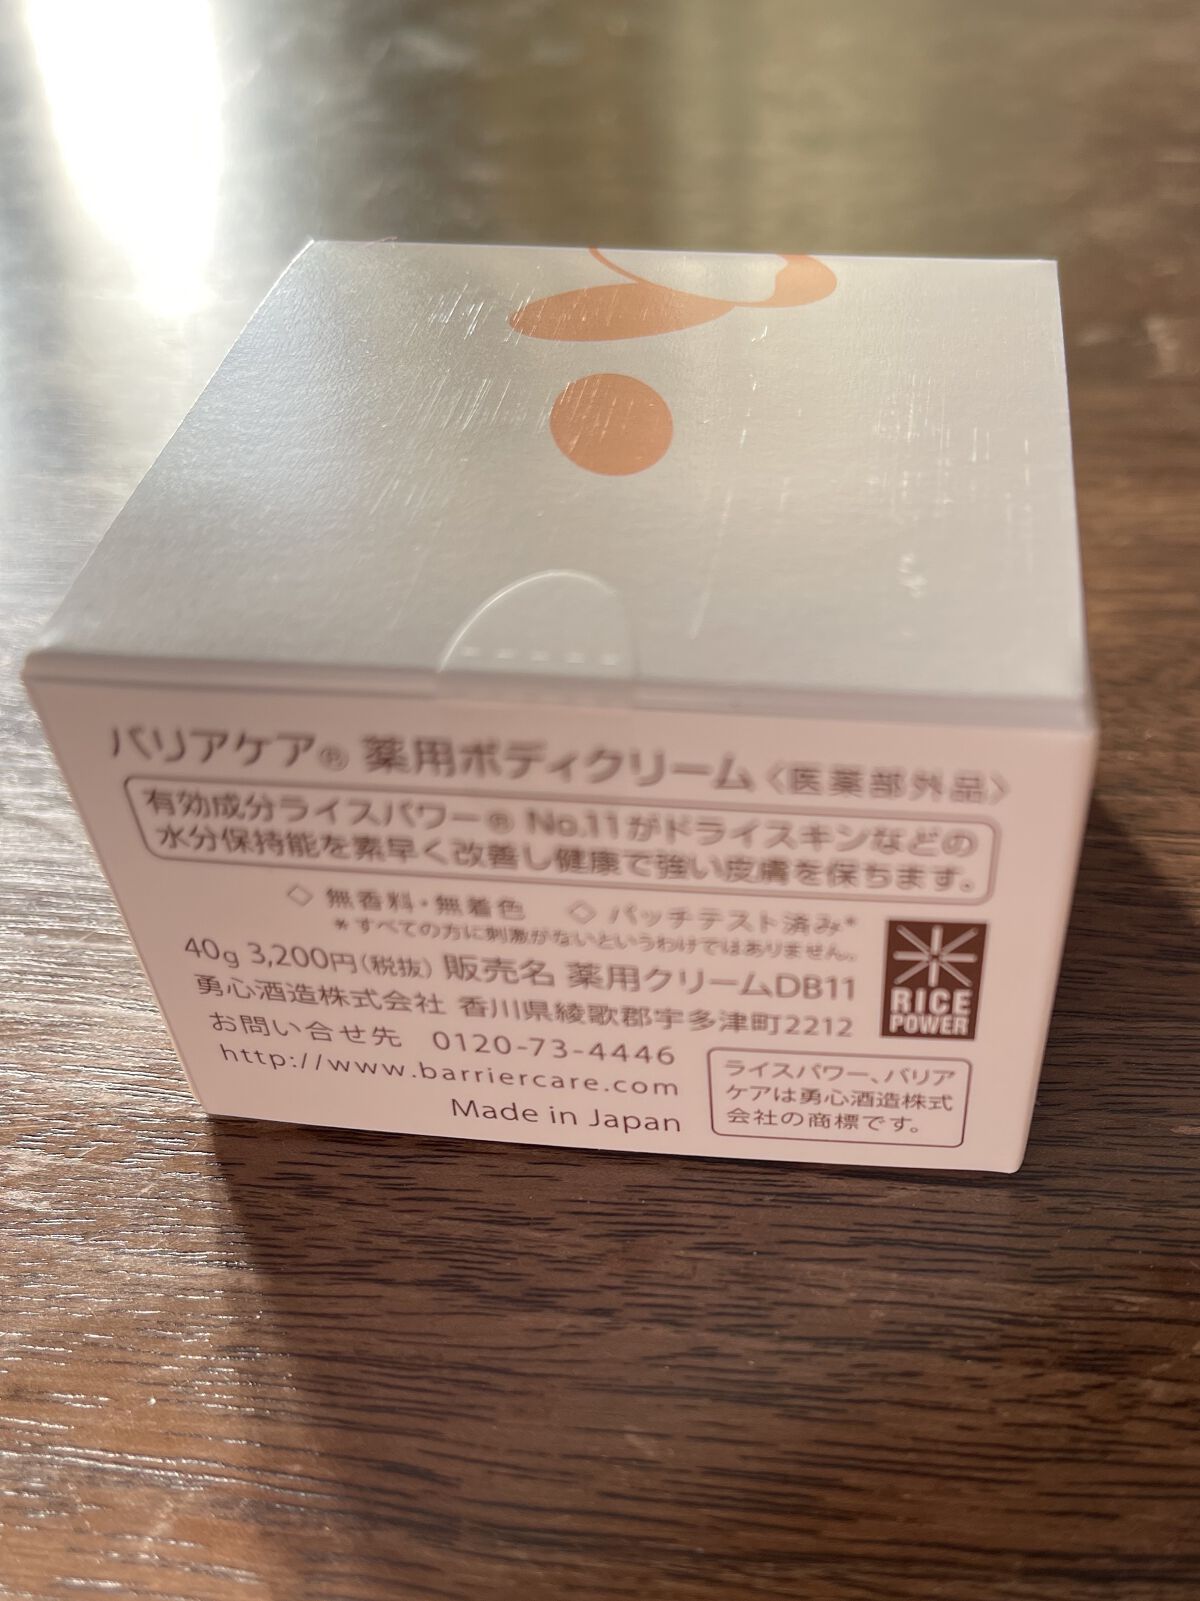 バリアケア® 薬用ボディクリーム〈医薬部外品〉
有効成分ライスパワー® No.11がドライスキンなどの
水分保持能を素早く改善し健康で強い皮膚を保ちます。
◇ 無香料・無着色 ◇ パッチテスト済み*
*すべての方に刺激がないというわけではありません。
40g 3,200円(税抜) 販売名 薬用クリームDB11
勇心酒造株式会社 香川県綾歌郡宇多津町2212
お問い合せ先 0120-73-4446
http://www.barriercare.com
Made in Japan
RICE
POWER
ライスパワー、バリア
ケアは勇心酒造株式
会社の商標です。